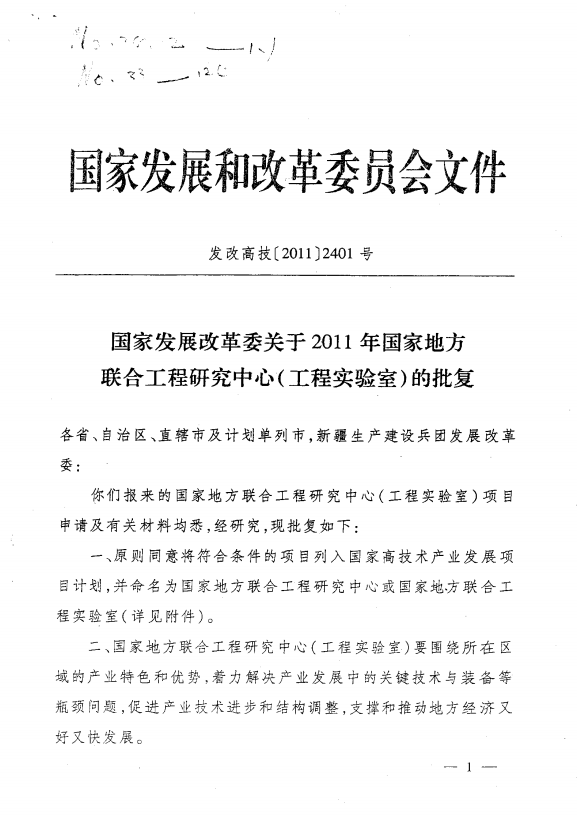 国家发展和改革委员会文件
发改高技〔2011〕2401 号
国家发展改革委关于 2011 年国家地方
联合工程研究中心(工程实验室)的批复
各省、自治区、直辖市及计划单列市,新疆生产建设兵团发展改革
委:
你们报来的国家地方联合工程研究中心(工程实验室)项目
申请及有关材料均悉,经研究,现批复如下:
一、原则同意将符合条件的项目列入国家高技术产业发展项
目计划,并命名为国家地方联合工程研究中心或国家地方联合工
程实验室(详见附件)。
二、国家地方联合工程研究中心(工程实验室)要围绕所在区
域的产业特色和优势,着力解决产业发展中的关键技术与装备等
瓶颈问题,促进产业技术进步和结构调整,支撑和推动地方经济又
好又快发展。
— 1 —